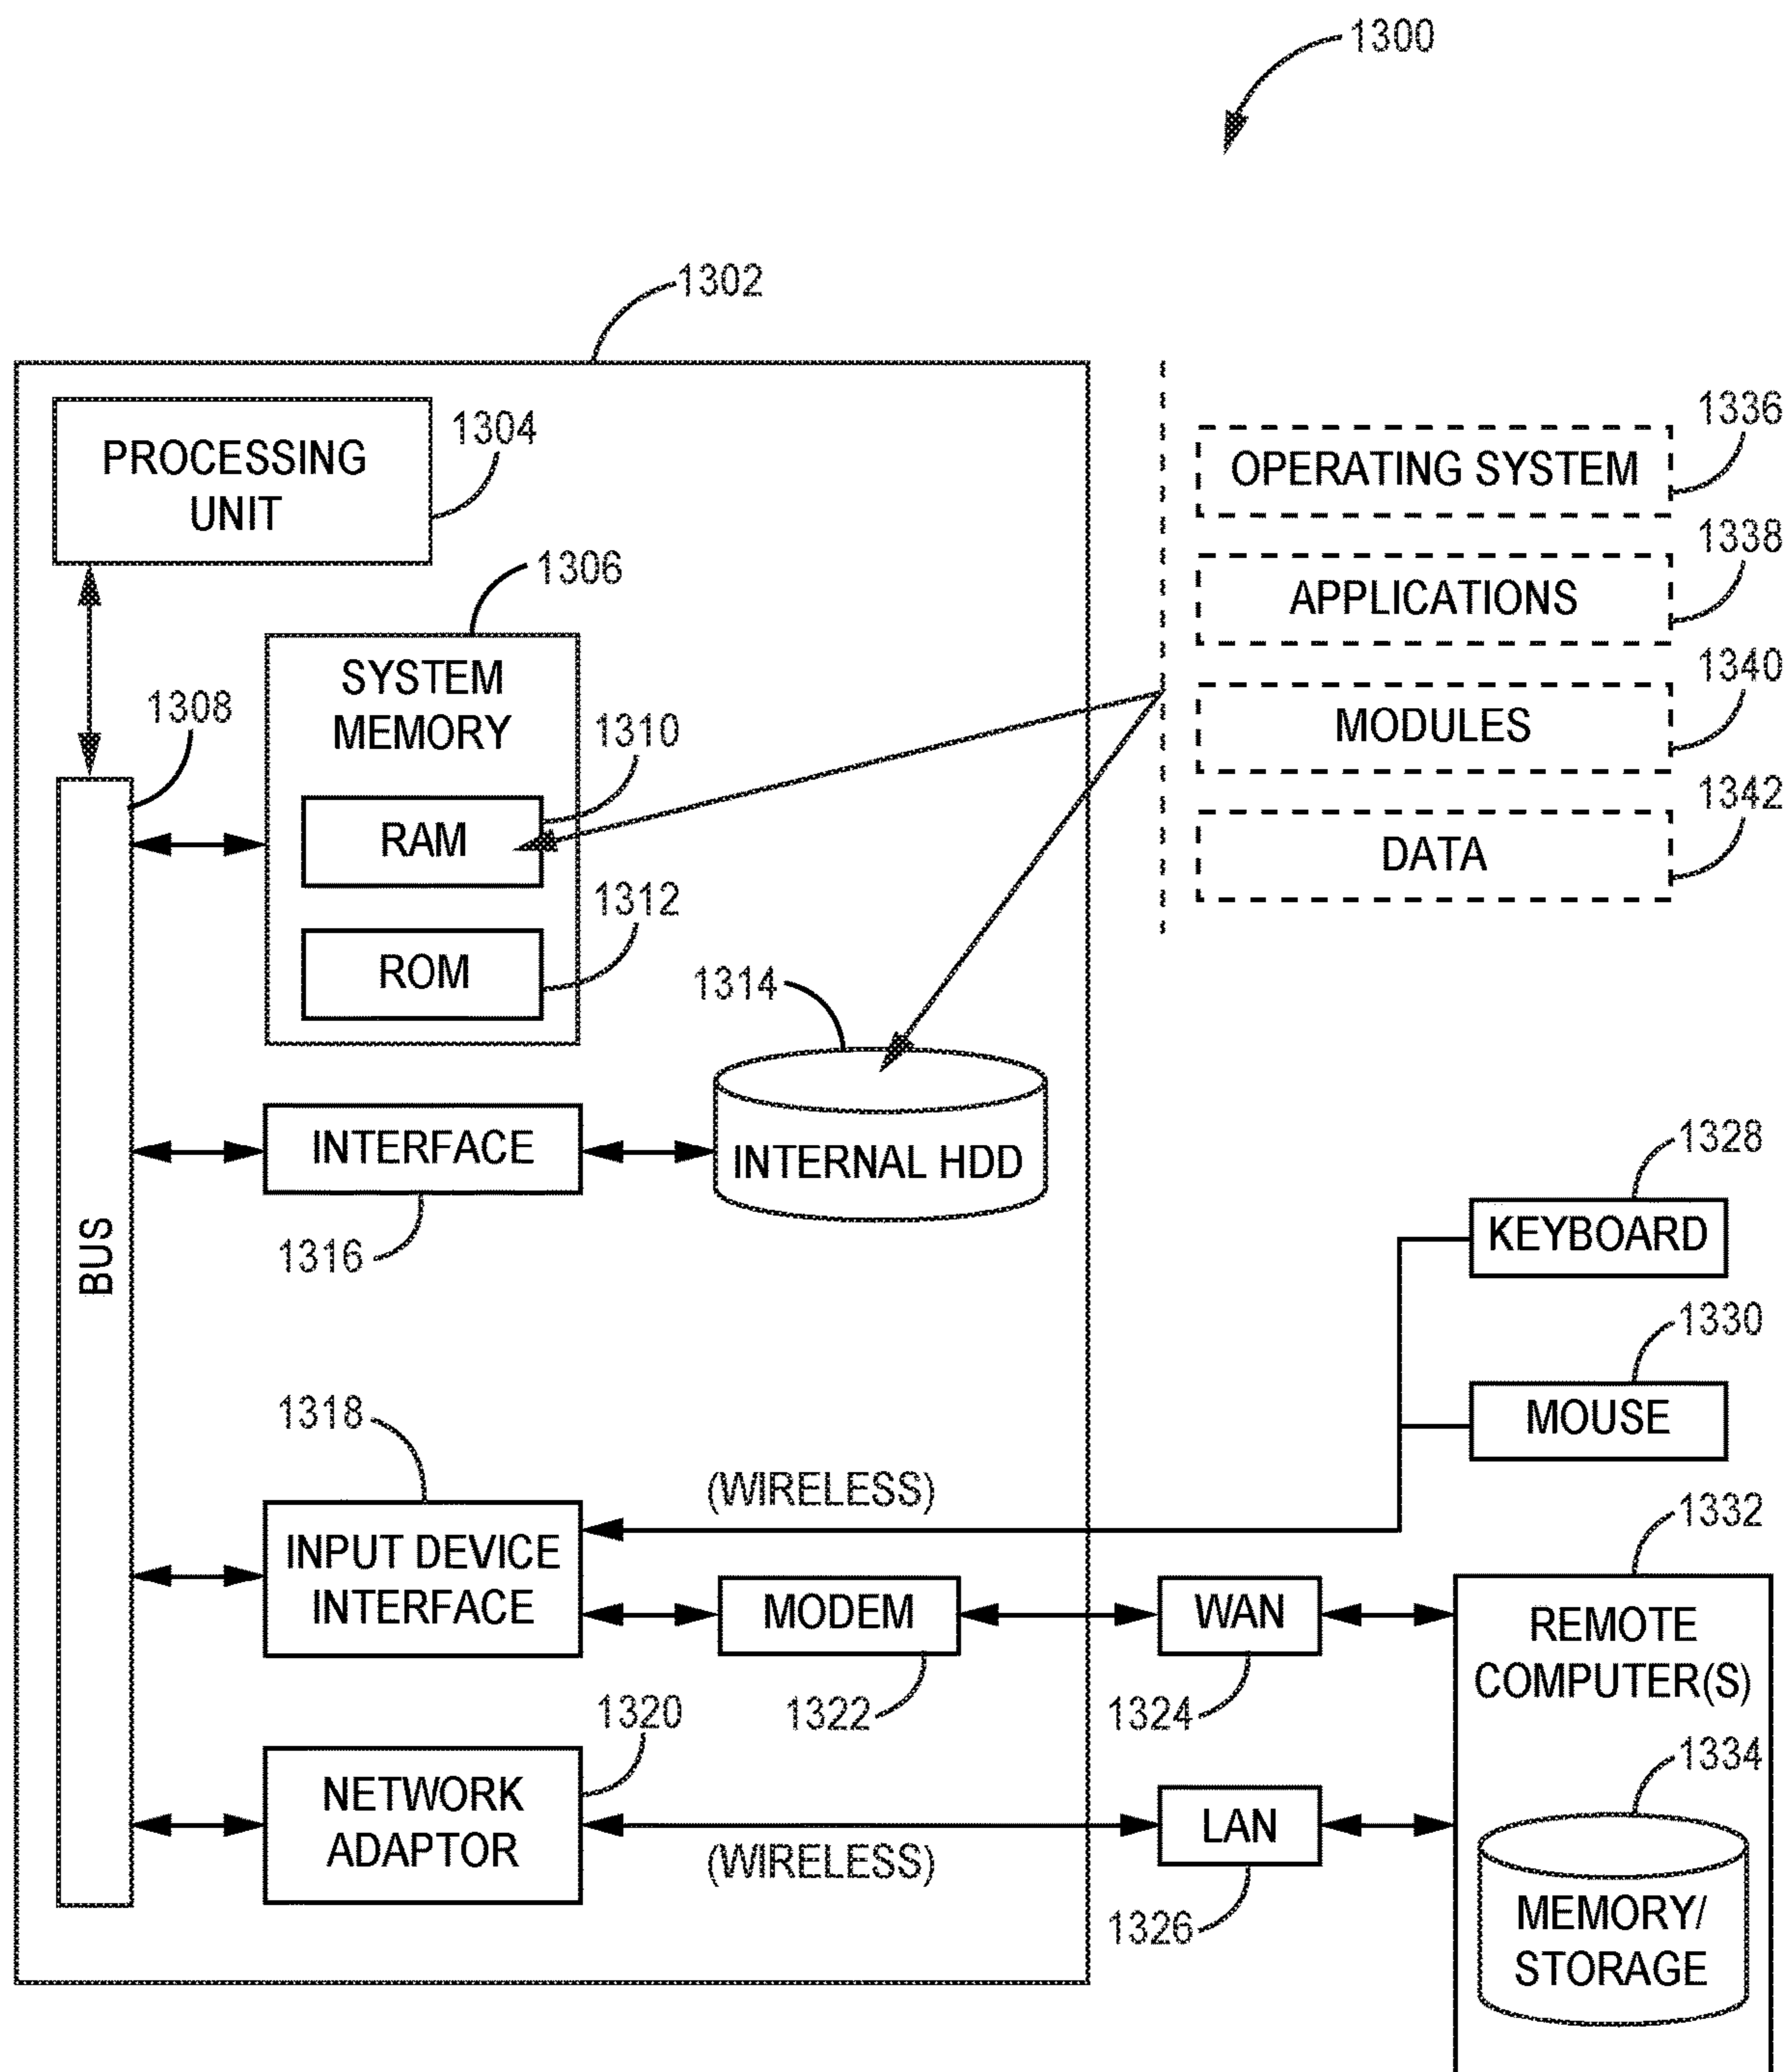 1300
1302
PROCESSING
UNIT
1304
1306
SYSTEM
MEMORY
1308
1310
RAM
1312
ROM
1314
INTERFACE
INTERNAL HDD
1316
BUS
1318
(WIRELESS)
INPUT DEVICE
INTERFACE
MODEM
1322
1320
NETWORK
ADAPTOR
(WIRELESS)
1336
OPERATING SYSTEM
1338
APPLICATIONS
1340
MODULES
1342
DATA
1328
KEYBOARD
1330
MOUSE
1332
WAN
1324
REMOTE
COMPUTER(S)
1334
LAN
1326
MEMORY/
STORAGE